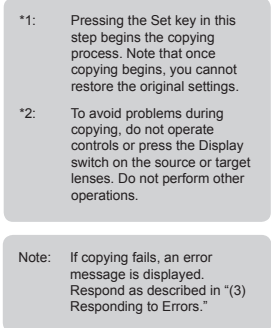 *1: Pressing the Set key in this
step begins the copying
process. Note that once
copying begins, you cannot
restore the original settings.
*2: To avoid problems during
copying, do not operate
controls or press the Display
switch on the source or target
lenses. Do not perform other
operations.
Note: If copying fails, an error
message is displayed.
Respond as described in “(3)
Responding to Errors.”